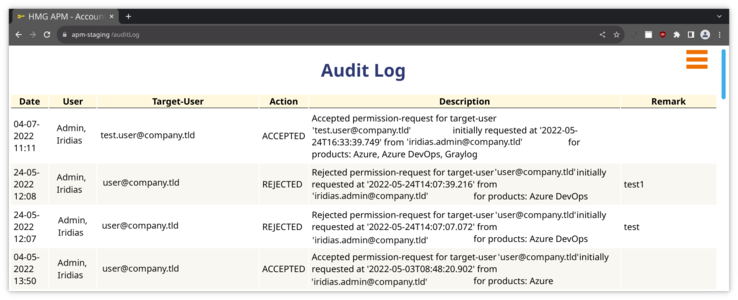 HMG APM - Accoun
apm-staging/auditLog
Audit Log
Date User Target-User Action Description Remark
04-07-2022 11:11 Admin, Iridias test.user@company.tld ACCEPTED Accepted permission-request for target-user
'test.user@company.tld' initially requested at '2022-05-
24T16:33:39.749' from 'iridias.admin@company.tld' for
products: Azure, Azure DevOps, Graylog
24-05-2022 12:08 Admin, Iridias user@company.tld REJECTED Rejected permission-request for target-user 'user@company.tld' initially
requested at '2022-05-24T14:07:39.216' from
'iridias.admin@company.tld' for products: Azure DevOps
test1
24-05-2022 12:07 Admin, Iridias user@company.tld REJECTED Rejected permission-request for target-user 'user@company.tld' initially
requested at '2022-05-24T14:07:07.072' from
'iridias.admin@company.tld' for products: Azure DevOps
test
04-05-2022 13:50 Admin, Iridias user@company.tld ACCEPTED Accepted permission-request for target-user 'user@company.tld' initially
requested at '2022-05-03T08:48:20.902' from
'iridias.admin@company.tld' for products: Azure